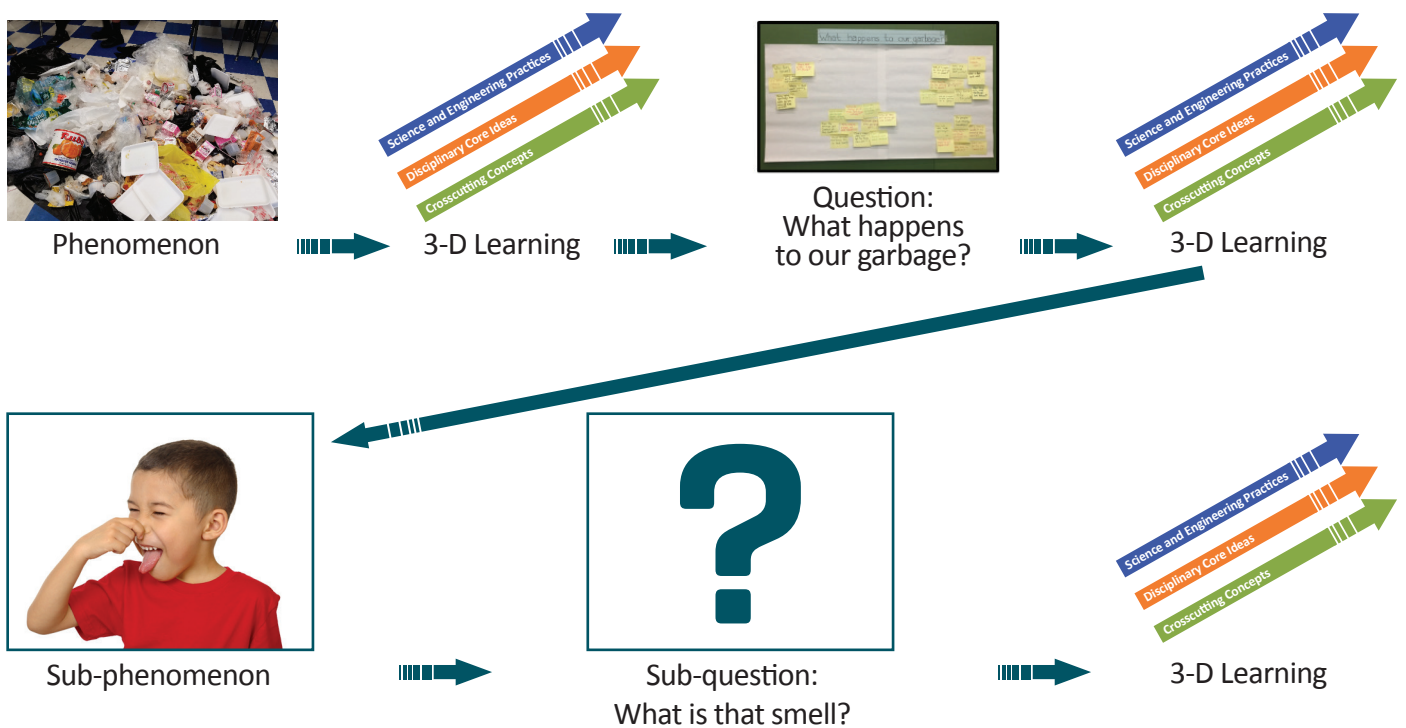 Science and Engineering Practices
Disciplinary Core Ideas
Crosscutting Concepts
What happens to our garbage?
Science and Engineering Practices
Disciplinary Core Ideas
Crosscutting Concepts
Phenomenon
3-D Learning
Question:
What happens
to our garbage?
3-D Learning
Science and Engineering Practices
Disciplinary Core Ideas
Crosscutting Concepts
Sub-phenomenon
Sub-question:
What is that smell?
3-D Learning